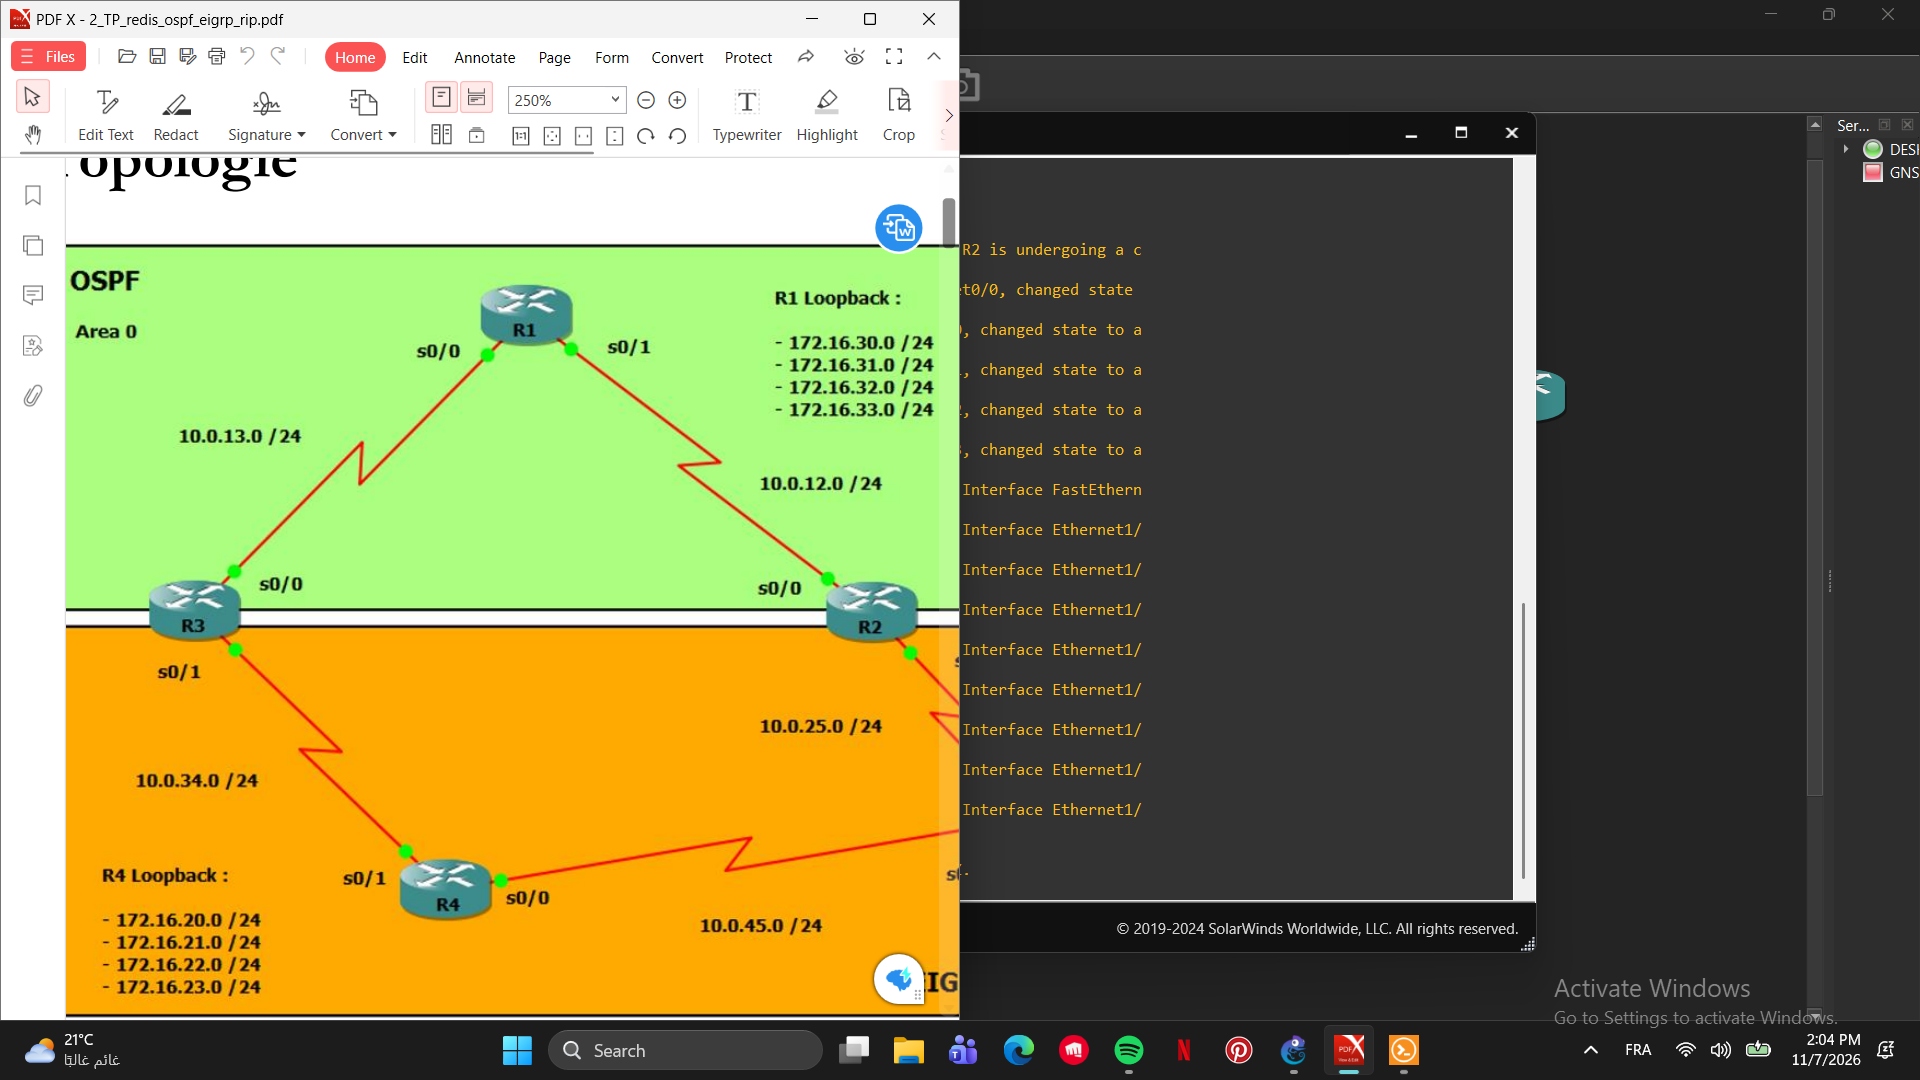 PDF X - 2_TP_redis_ospf_eigrp_rip.pdf
Files
Home
Edit
Annotate
Page
Form
Convert
Protect
250%
Edit Text
Redact
Signature
Convert
Typewriter
Highlight
Crop
opologie
OSPF
Area 0
R1
s0/0
s0/1
R1 Loopback :
- 172.16.30.0 /24
- 172.16.31.0 /24
- 172.16.32.0 /24
- 172.16.33.0 /24
10.0.13.0 /24
10.0.12.0 /24
s0/0
s0/0
R3
R2
s0/1
10.0.25.0 /24
10.0.34.0 /24
s0/1
R4
s0/0
R4 Loopback :
- 172.16.20.0 /24
- 172.16.21.0 /24
- 172.16.22.0 /24
- 172.16.23.0 /24
10.0.45.0 /24
EIG
R2 is undergoing a c
et0/0, changed state
, changed state to a
, changed state to a
, changed state to a
, changed state to a
Interface FastEthern
Interface Ethernet1/
Interface Ethernet1/
Interface Ethernet1/
Interface Ethernet1/
Interface Ethernet1/
Interface Ethernet1/
Interface Ethernet1/
Interface Ethernet1/
© 2019-2024 SolarWinds Worldwide, LLC. All rights reserved.
Ser...
DESI
GNS
Activate Windows
Go to Settings to activate Windows.
21°C
غائم غالبًا
Search
FRA
2:04 PM
11/7/2026